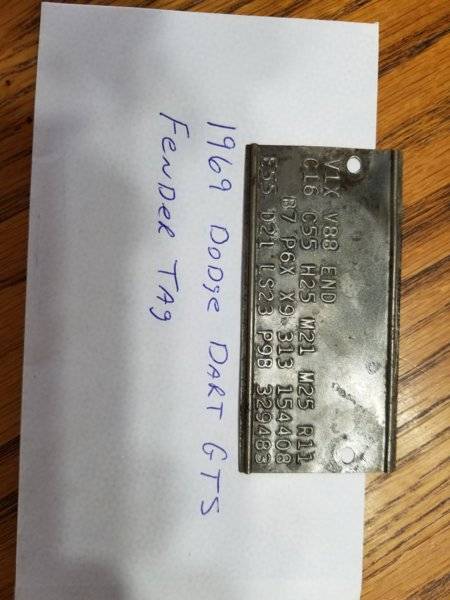 V1X V88 END
C16 C55 H25 M21 M25 R11
B7 P6X X9 313 154408
E55 D21 LS23 P9B 329483
1969 Dodge DART GTS
FENDER TAg